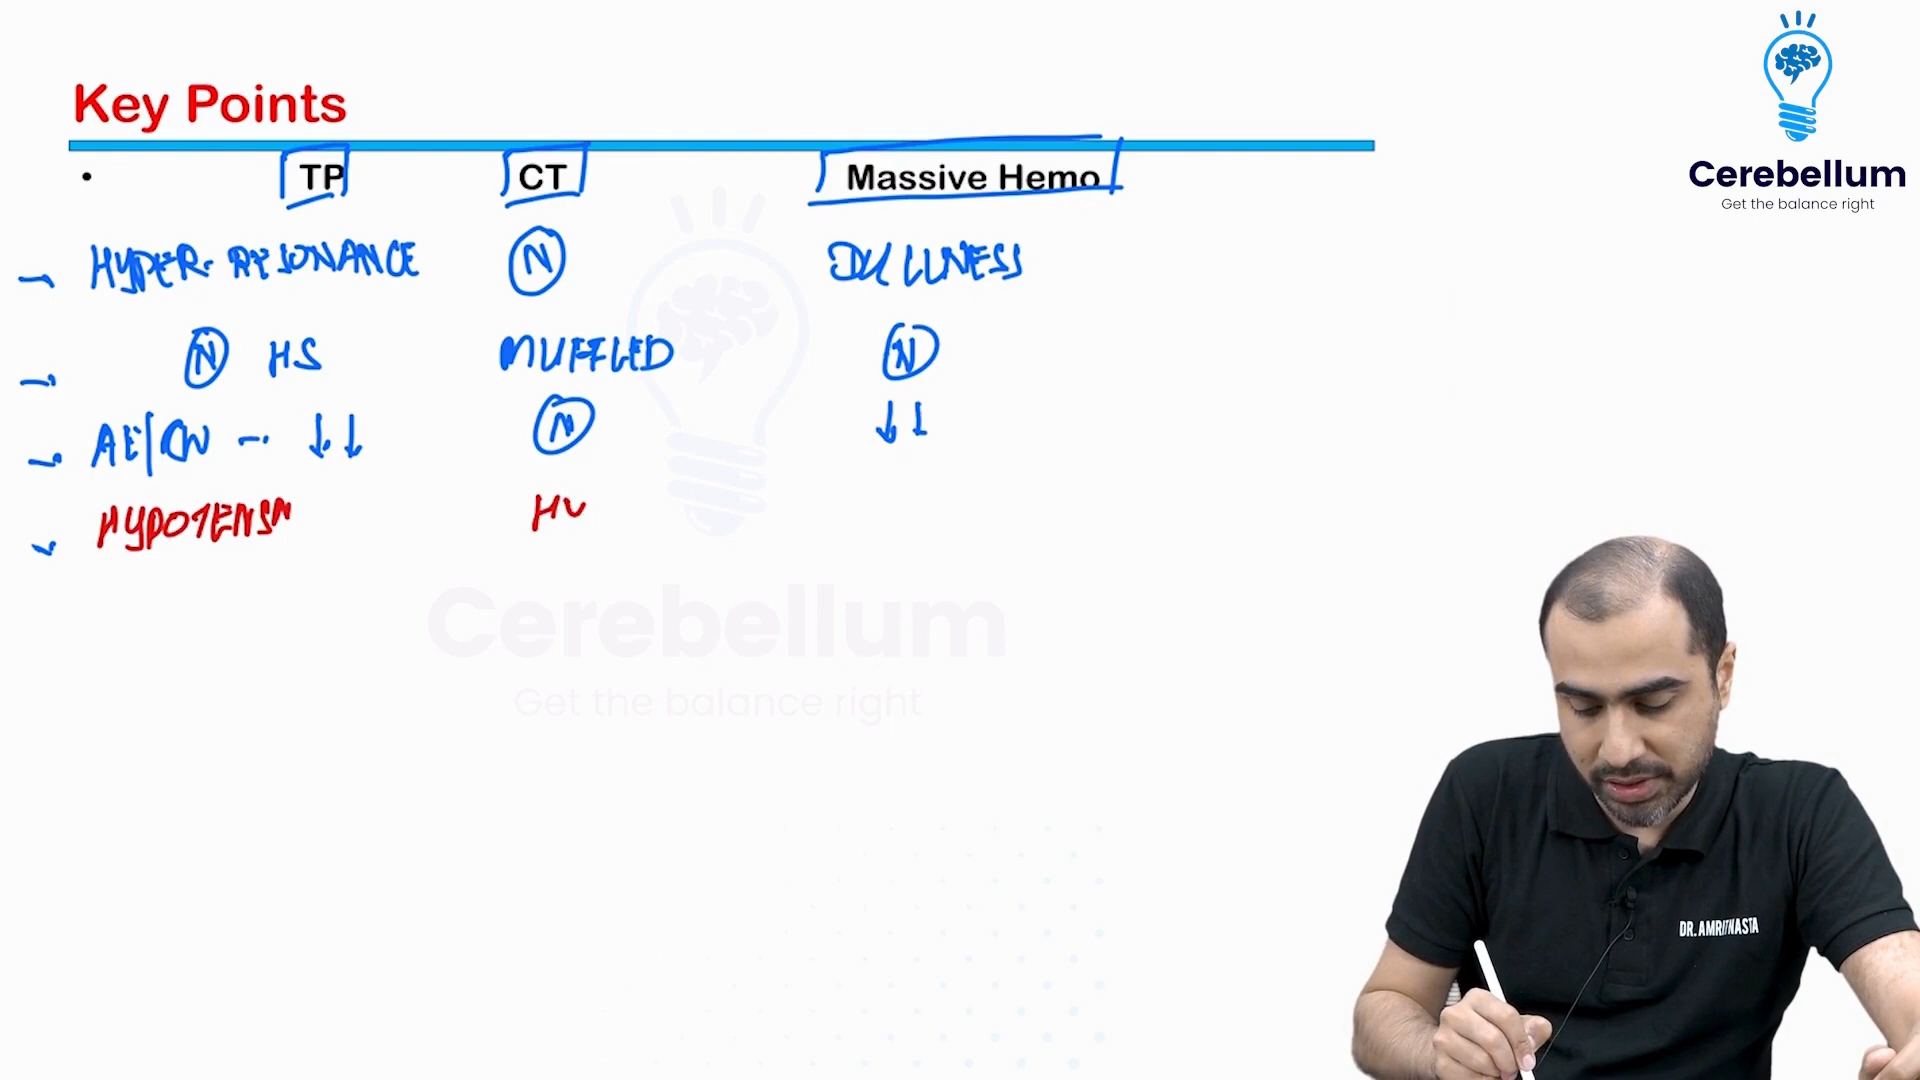 Key Points
Cerebellum
Get the balance right
• TP CT Massive Hemo
HYPER-RESONANCE N DULLNESS
N HS MUFFLED N
AE/CW ↓↓ N ↓↓
HYPOTENSN
Cerebellum
Get the balance right
DR. AMRIT NASTA